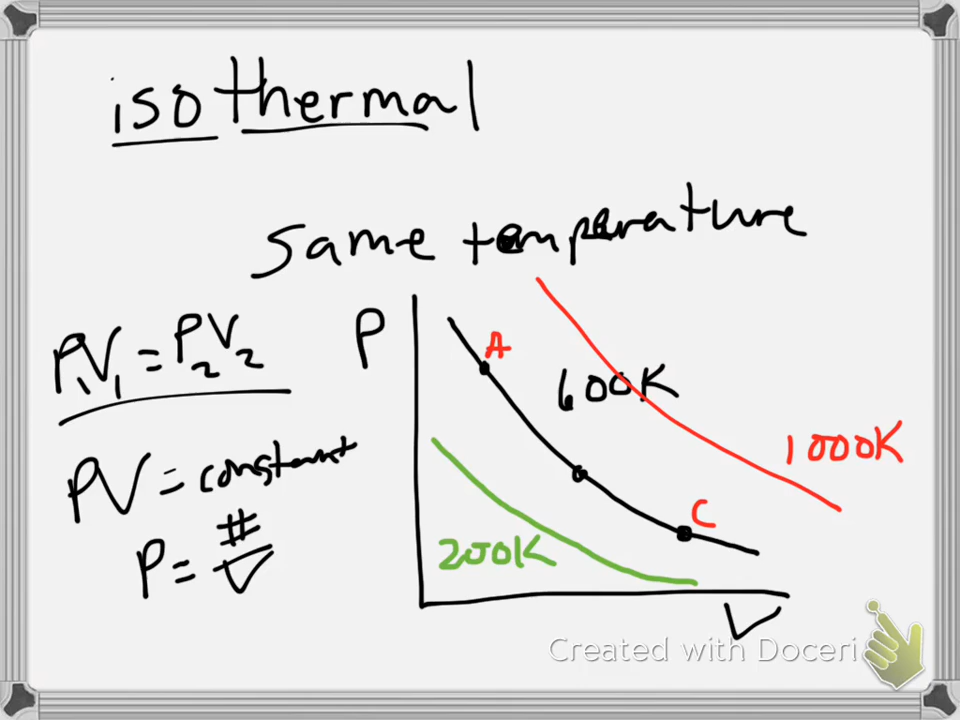 isothermal
same temperature
P₁V₁ = P₂V₂
PV = constant
P = #/V
P
A
600K
1000K
C
200K
V
Created with Doceri